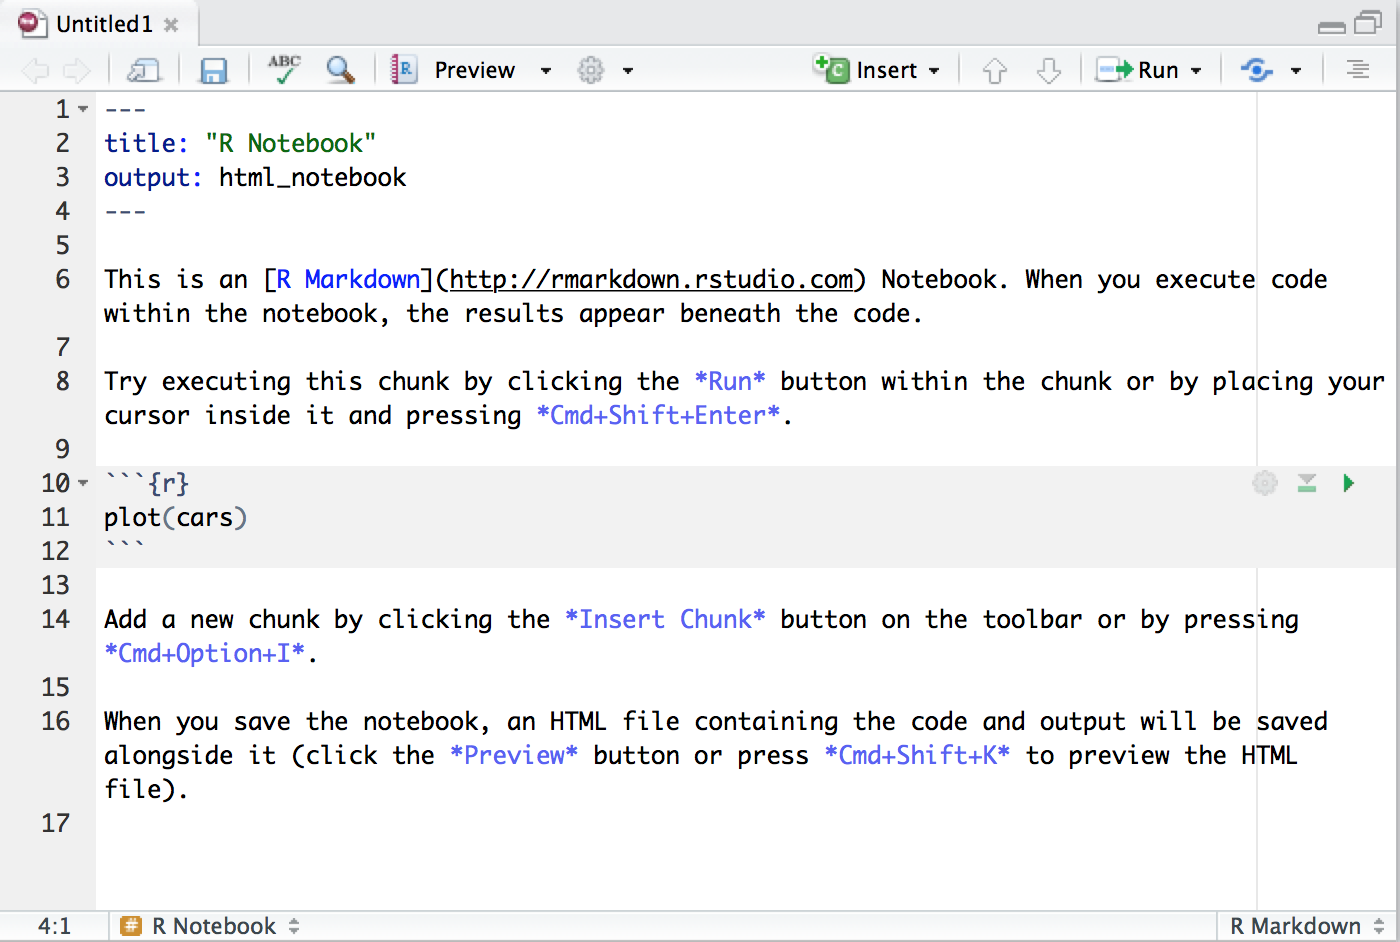 Untitled1
ABC
R Preview
C Insert
Run
1 ---
2 title: "R Notebook"
3 output: html_notebook
4 ---
5
6 This is an [R Markdown](http://rmarkdown.rstudio.com) Notebook. When you execute code
within the notebook, the results appear beneath the code.
7
8 Try executing this chunk by clicking the *Run* button within the chunk or by placing your
cursor inside it and pressing *Cmd+Shift+Enter*.
9
10 ```{r}
11 plot(cars)
12 ```
13
14 Add a new chunk by clicking the *Insert Chunk* button on the toolbar or by pressing
*Cmd+Option+I*.
15
16 When you save the notebook, an HTML file containing the code and output will be saved
alongside it (click the *Preview* button or press *Cmd+Shift+K* to preview the HTML
file).
17
4:1 # R Notebook R Markdown